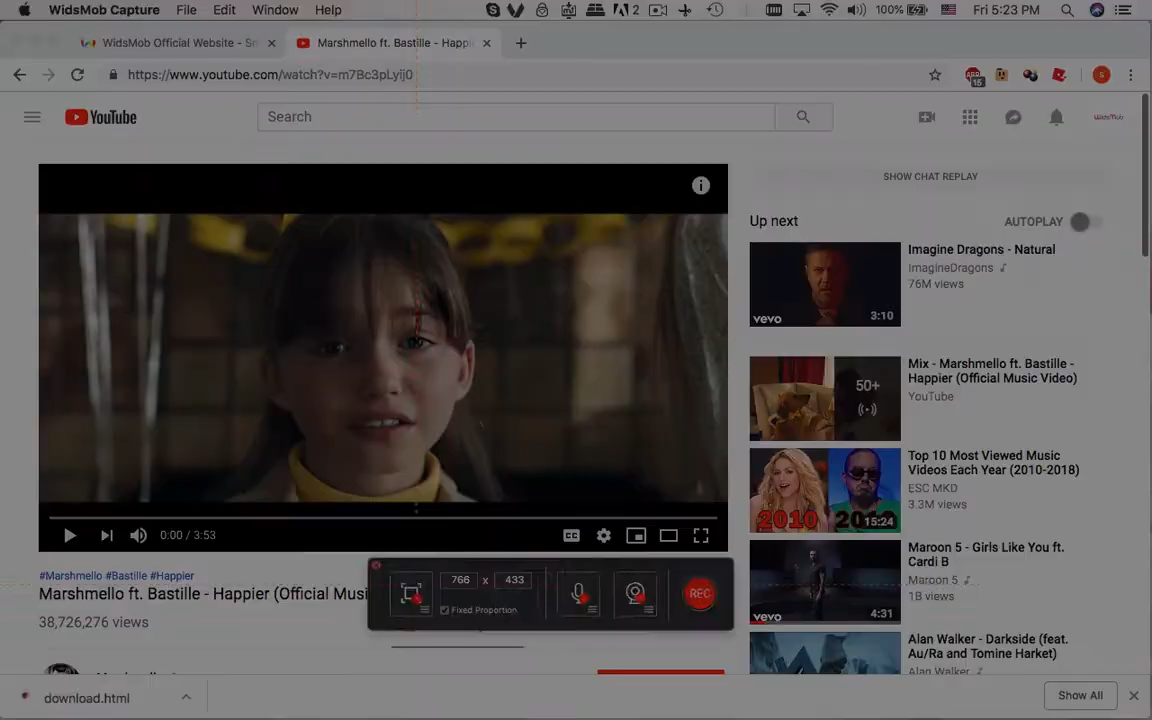 WidsMob Capture File Edit Window Help 2 100% Fri 5:23 PM
WidsMob Official Website - Sn Marshmello ft. Bastille - Happi
https://www.youtube.com/watch?v=m7Bc3pLyij0
15 S
YouTube Search WidsMob
SHOW CHAT REPLAY
Up next AUTOPLAY
Imagine Dragons - Natural
ImagineDragons
76M views
vevo 3:10
Mix - Marshmello ft. Bastille -
Happier (Official Music Video)
YouTube
50+
Top 10 Most Viewed Music
Videos Each Year (2010-2018)
ESC MKD
3.3M views
2010 15:24
Maroon 5 - Girls Like You ft.
Cardi B
Maroon 5
1B views
vevo 4:31
Alan Walker - Darkside (feat.
Au/Ra and Tomine Harket)
Alan Walker
CC
0:00 / 3:53
#Marshmello #Bastille #Happier
Marshmello ft. Bastille - Happier (Official Musi
38,726,276 views
766 x 433
Fixed Proportion
REC
download.html Show All